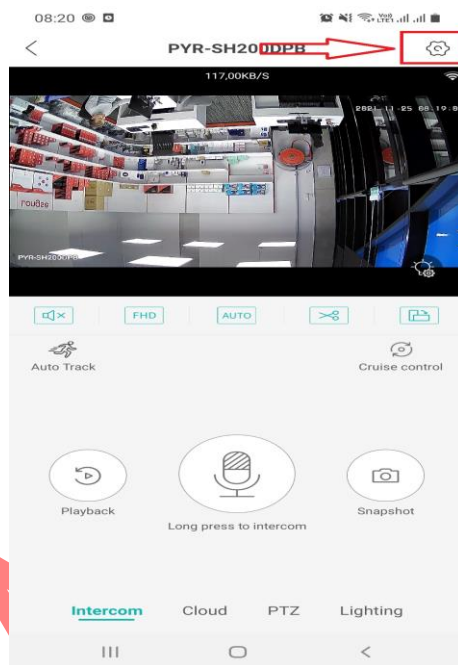 08:20
PYR-SH200DPB
117,00KB/S
PYR-SH200DPB
FHD
AUTO
Auto Track
Cruise control
Playback
Long press to intercom
Snapshot
Intercom Cloud PTZ Lighting